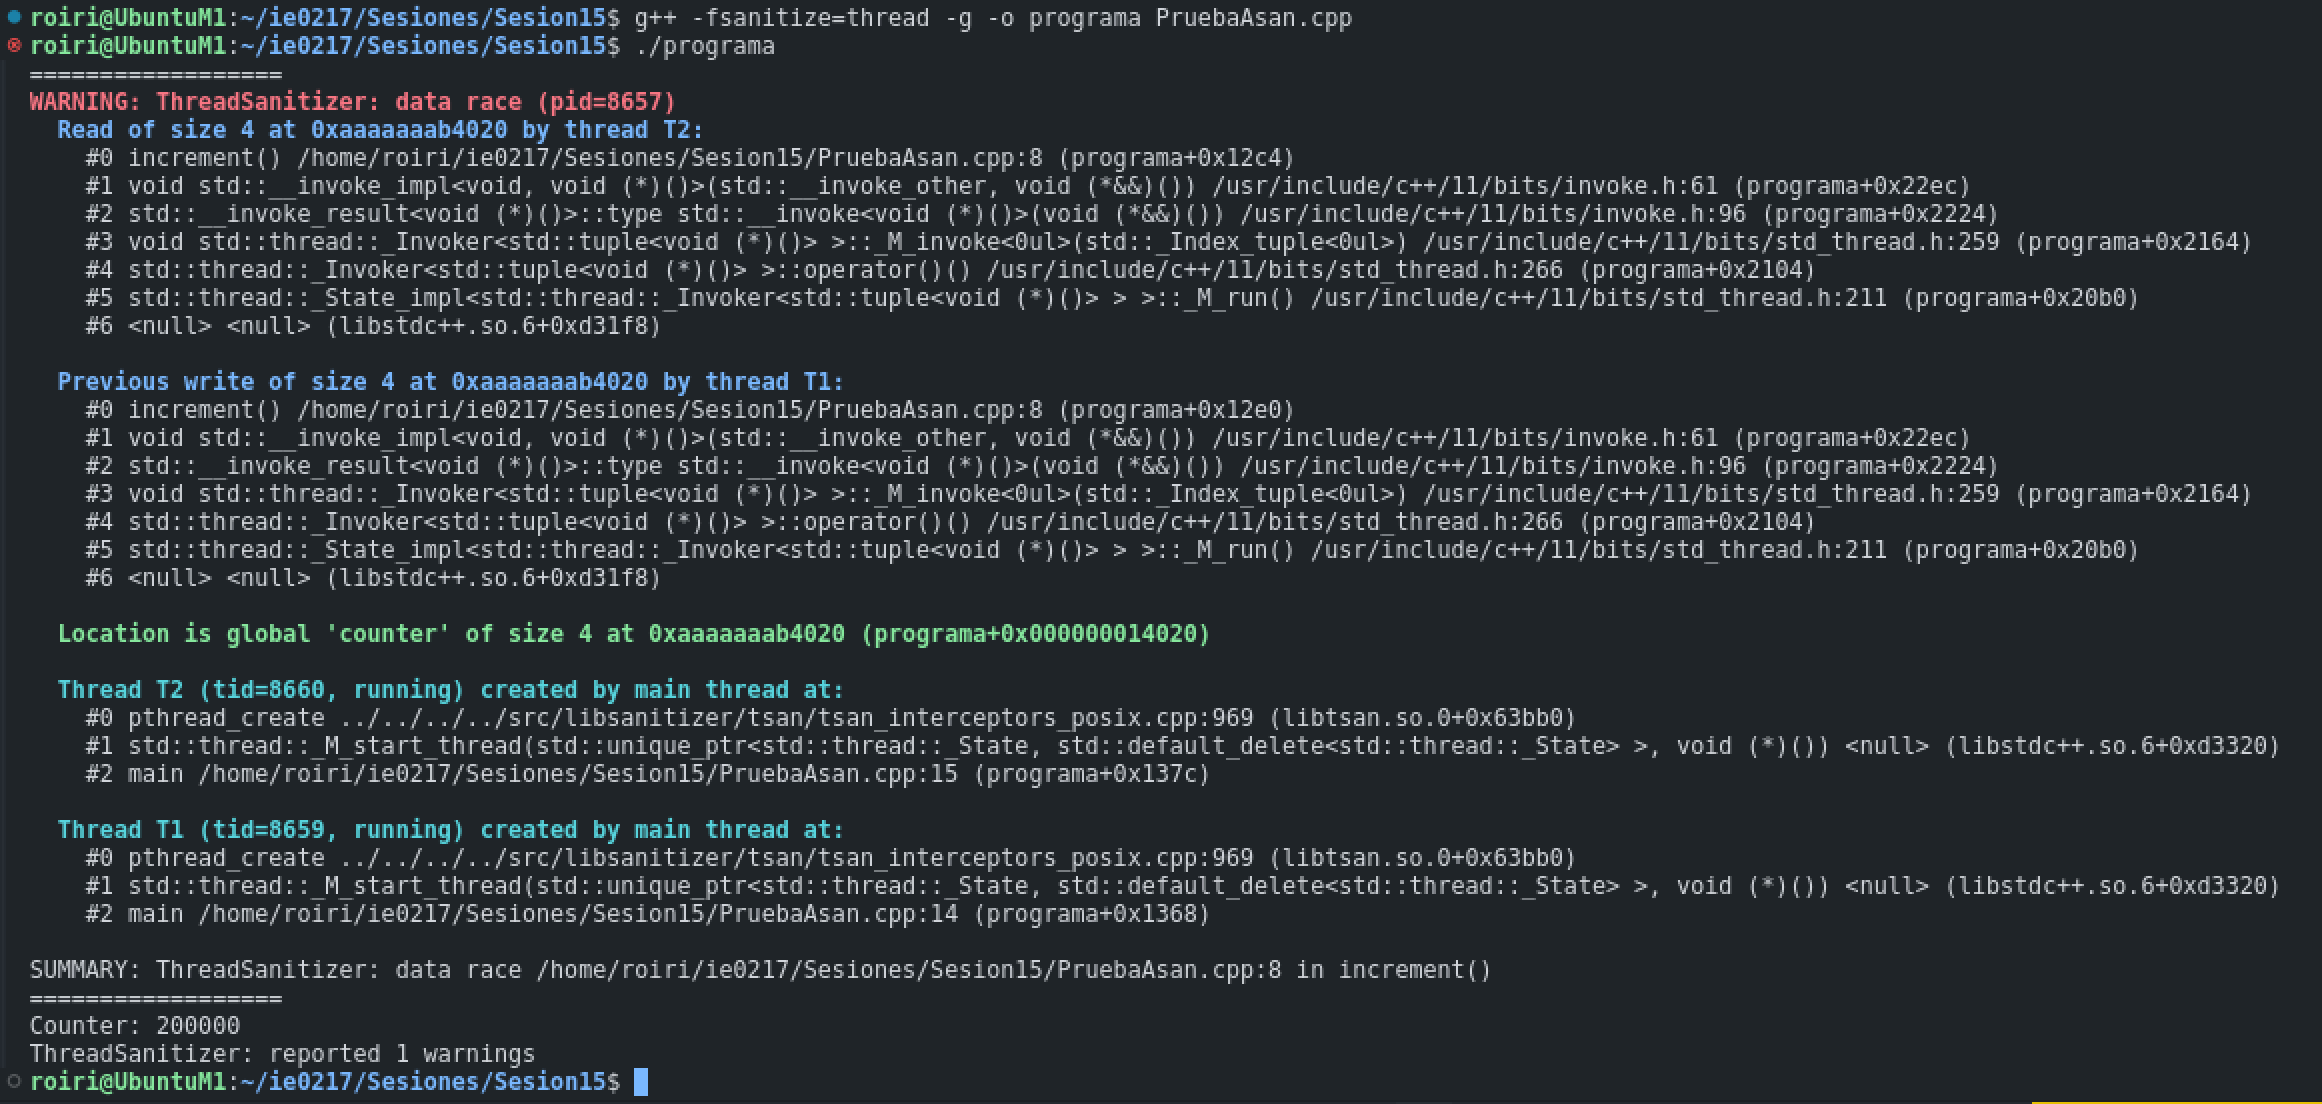 roiri@UbuntuM1:~/ie0217/Sesiones/Sesion15$ g++ -fsanitize=thread -g -o programa PruebaAsan.cpp
roiri@UbuntuM1:~/ie0217/Sesiones/Sesion15$ ./programa
==================
WARNING: ThreadSanitizer: data race (pid=8657)
  Read of size 4 at 0xaaaaaaab4020 by thread T2:
    #0 increment() /home/roiri/ie0217/Sesiones/Sesion15/PruebaAsan.cpp:8 (programa+0x12c4)
    #1 void std::__invoke_impl<void, void (*)()>(std::__invoke_other, void (*&&)()) /usr/include/c++/11/bits/invoke.h:61 (programa+0x22ec)
    #2 std::__invoke_result<void (*)()>::type std::__invoke<void (*)()>(void (*&&)()) /usr/include/c++/11/bits/invoke.h:96 (programa+0x2224)
    #3 void std::thread::_Invoker<std::tuple<void (*)()> >::_M_invoke<0ul>(std::_Index_tuple<0ul>) /usr/include/c++/11/bits/std_thread.h:259 (programa+0x2164)
    #4 std::thread::_Invoker<std::tuple<void (*)()> >::operator()() /usr/include/c++/11/bits/std_thread.h:266 (programa+0x2104)
    #5 std::thread::_State_impl<std::thread::_Invoker<std::tuple<void (*)()> > >::_M_run() /usr/include/c++/11/bits/std_thread.h:211 (programa+0x20b0)
    #6 <null> <null> (libstdc++.so.6+0xd31f8)
  Previous write of size 4 at 0xaaaaaaab4020 by thread T1:
    #0 increment() /home/roiri/ie0217/Sesiones/Sesion15/PruebaAsan.cpp:8 (programa+0x12e0)
    #1 void std::__invoke_impl<void, void (*)()>(std::__invoke_other, void (*&&)()) /usr/include/c++/11/bits/invoke.h:61 (programa+0x22ec)
    #2 std::__invoke_result<void (*)()>::type std::__invoke<void (*)()>(void (*&&)()) /usr/include/c++/11/bits/invoke.h:96 (programa+0x2224)
    #3 void std::thread::_Invoker<std::tuple<void (*)()> >::_M_invoke<0ul>(std::_Index_tuple<0ul>) /usr/include/c++/11/bits/std_thread.h:259 (programa+0x2164)
    #4 std::thread::_Invoker<std::tuple<void (*)()> >::operator()() /usr/include/c++/11/bits/std_thread.h:266 (programa+0x2104)
    #5 std::thread::_State_impl<std::thread::_Invoker<std::tuple<void (*)()> > >::_M_run() /usr/include/c++/11/bits/std_thread.h:211 (programa+0x20b0)
    #6 <null> <null> (libstdc++.so.6+0xd31f8)
  Location is global 'counter' of size 4 at 0xaaaaaaab4020 (programa+0x000000014020)
  Thread T2 (tid=8660, running) created by main thread at:
    #0 pthread_create ../../../../src/libsanitizer/tsan/tsan_interceptors_posix.cpp:969 (libtsan.so.0+0x63bb0)
    #1 std::thread::_M_start_thread(std::unique_ptr<std::thread::_State, std::default_delete<std::thread::_State> >, void (*)()) <null> (libstdc++.so.6+0xd3320)
    #2 main /home/roiri/ie0217/Sesiones/Sesion15/PruebaAsan.cpp:15 (programa+0x137c)
  Thread T1 (tid=8659, running) created by main thread at:
    #0 pthread_create ../../../../src/libsanitizer/tsan/tsan_interceptors_posix.cpp:969 (libtsan.so.0+0x63bb0)
    #1 std::thread::_M_start_thread(std::unique_ptr<std::thread::_State, std::default_delete<std::thread::_State> >, void (*)()) <null> (libstdc++.so.6+0xd3320)
    #2 main /home/roiri/ie0217/Sesiones/Sesion15/PruebaAsan.cpp:14 (programa+0x1368)
SUMMARY: ThreadSanitizer: data race /home/roiri/ie0217/Sesiones/Sesion15/PruebaAsan.cpp:8 in increment()
==================
Counter: 200000
ThreadSanitizer: reported 1 warnings
roiri@UbuntuM1:~/ie0217/Sesiones/Sesion15$